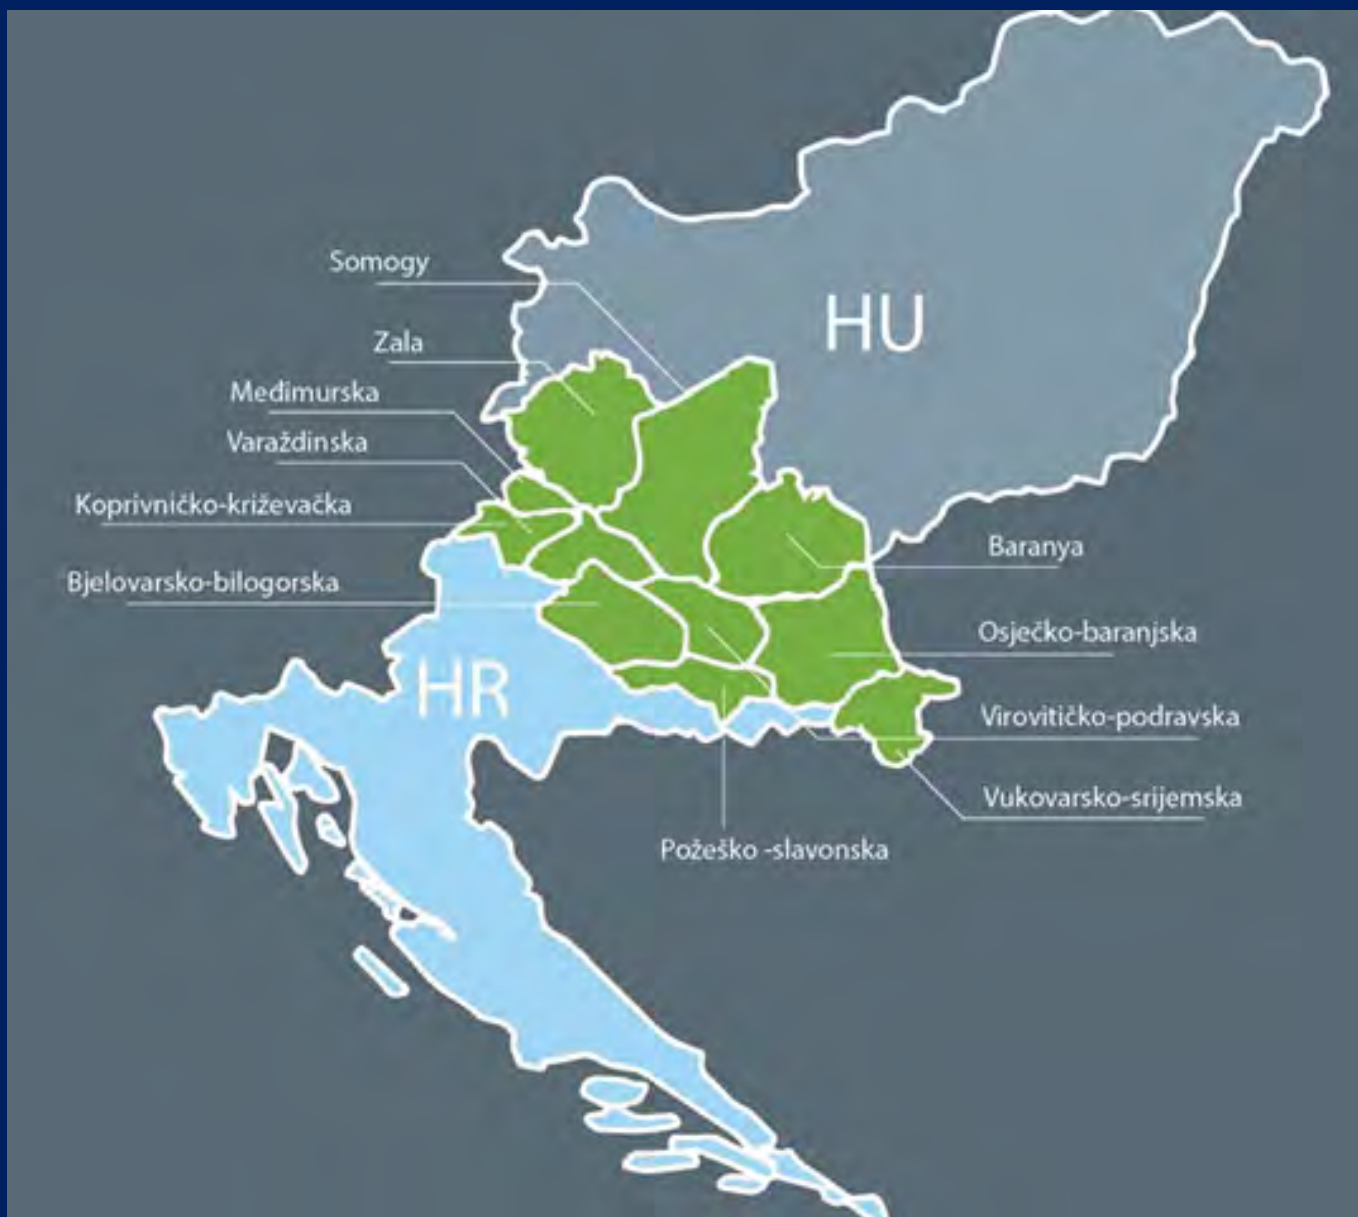 Somogy
HU
Zala
Međimurska
Varaždinska
Koprivničko-križevačka
Baranya
Bjelovarsko-bilogorska
Osječko-baranjska
HR
Virovitičko-podravska
Vukovarsko-srijemska
Požeško -slavonska